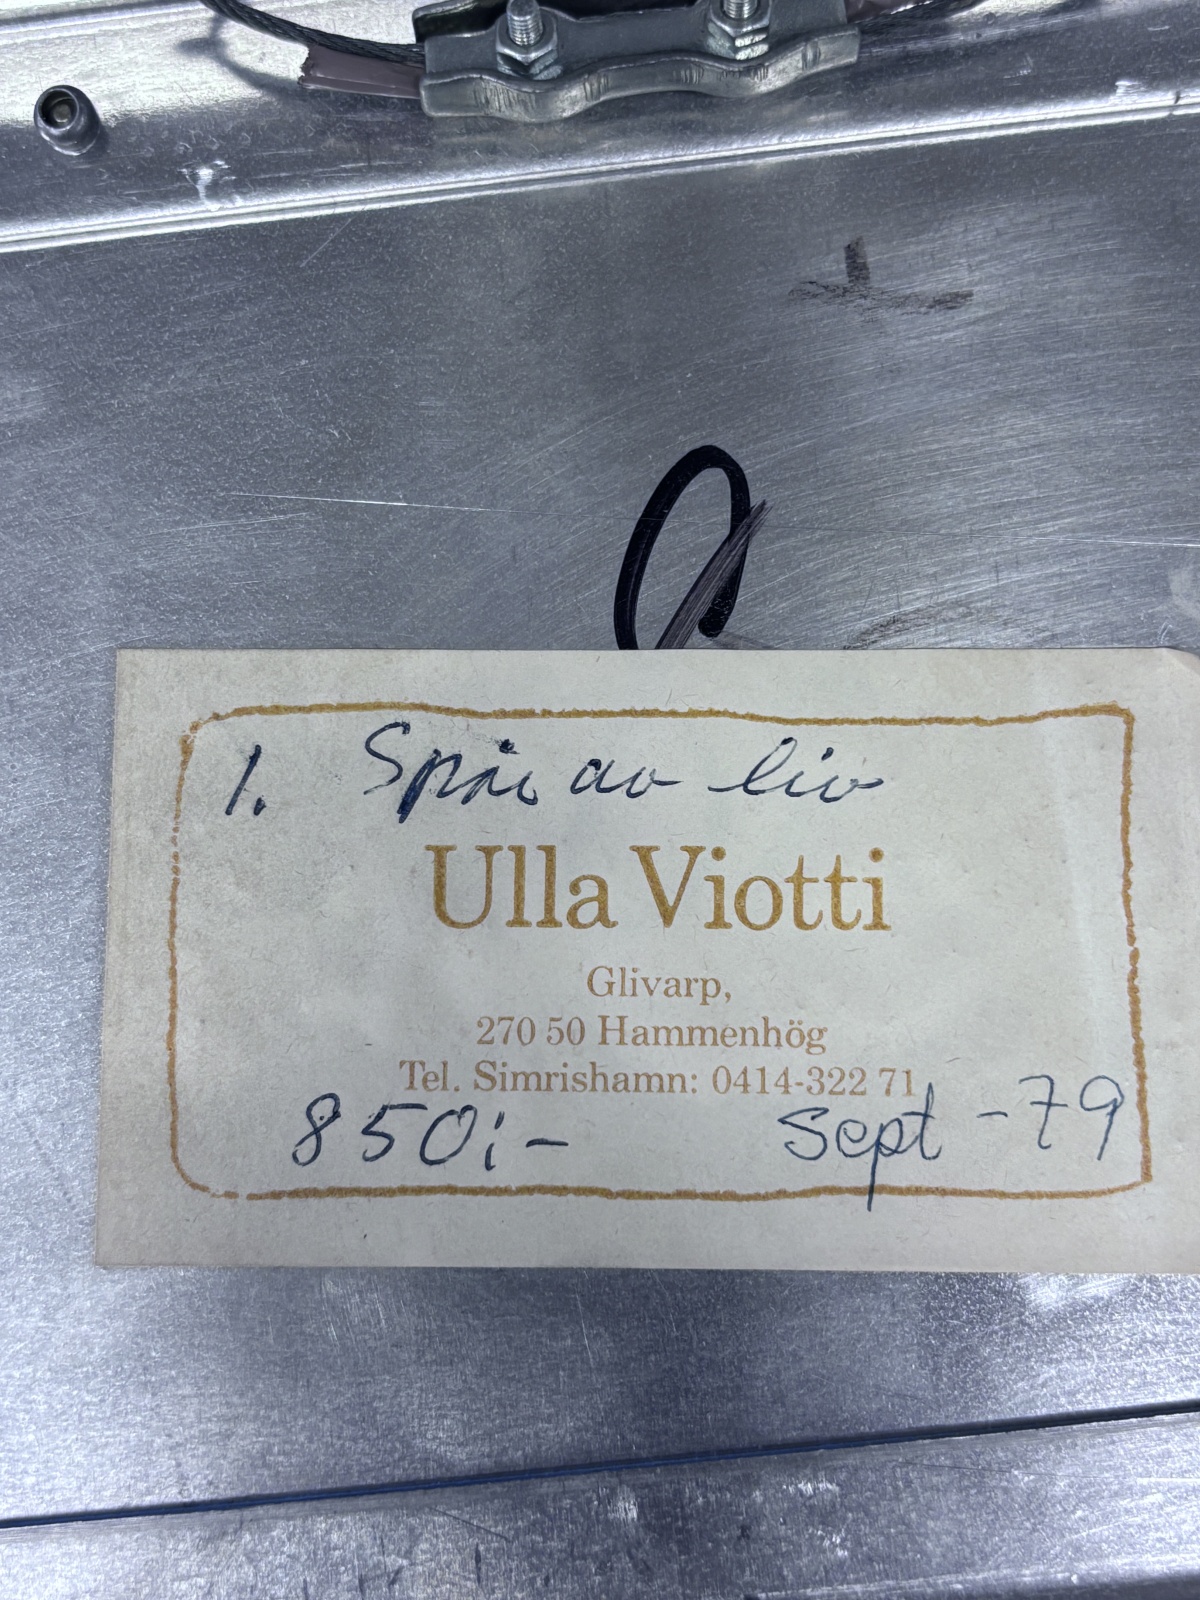 1. Spår av liv
Ulla Viotti
Glivarp,
270 50 Hammenhög
Tel. Simrishamn: 0414-322 71
850:- Sept -79